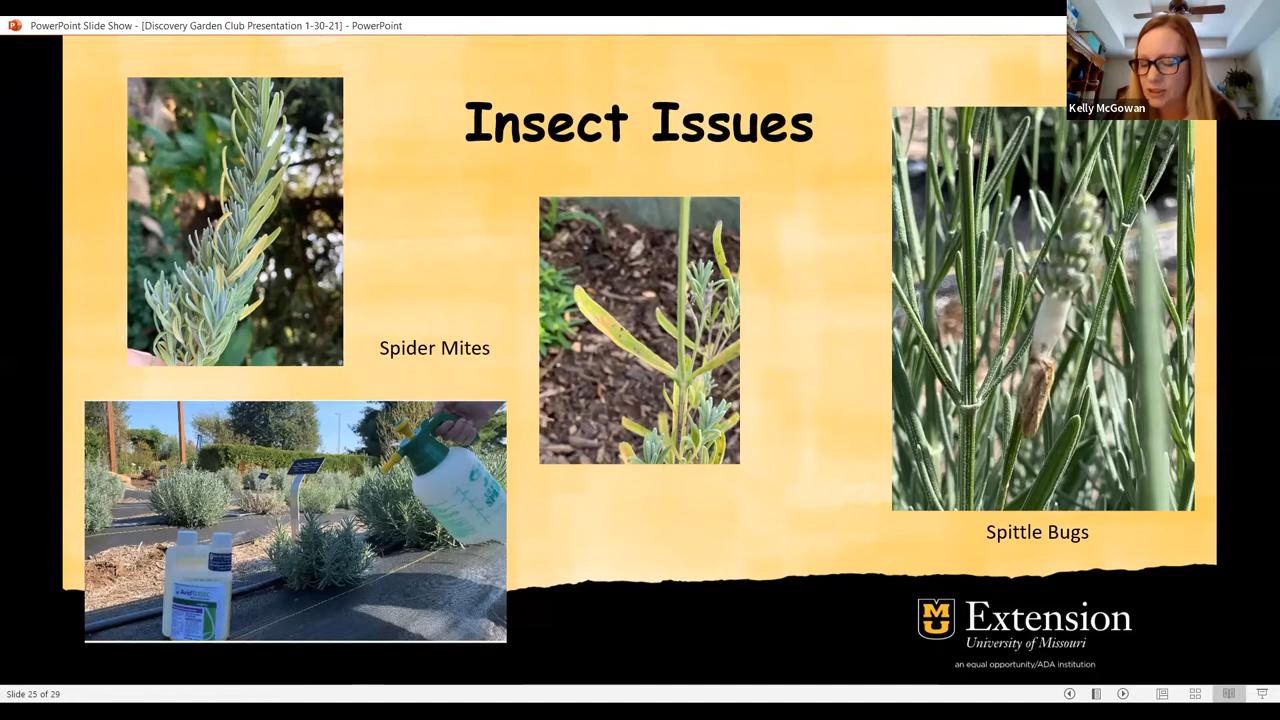 PowerPoint Slide Show - [Discovery Garden Club Presentation 1-30-21] - PowerPoint
Kelly McGowan
Insect Issues
Spider Mites
Spittle Bugs
MU
Extension
University of Missouri
an equal opportunity/ADA institution
Slide 25 of 29